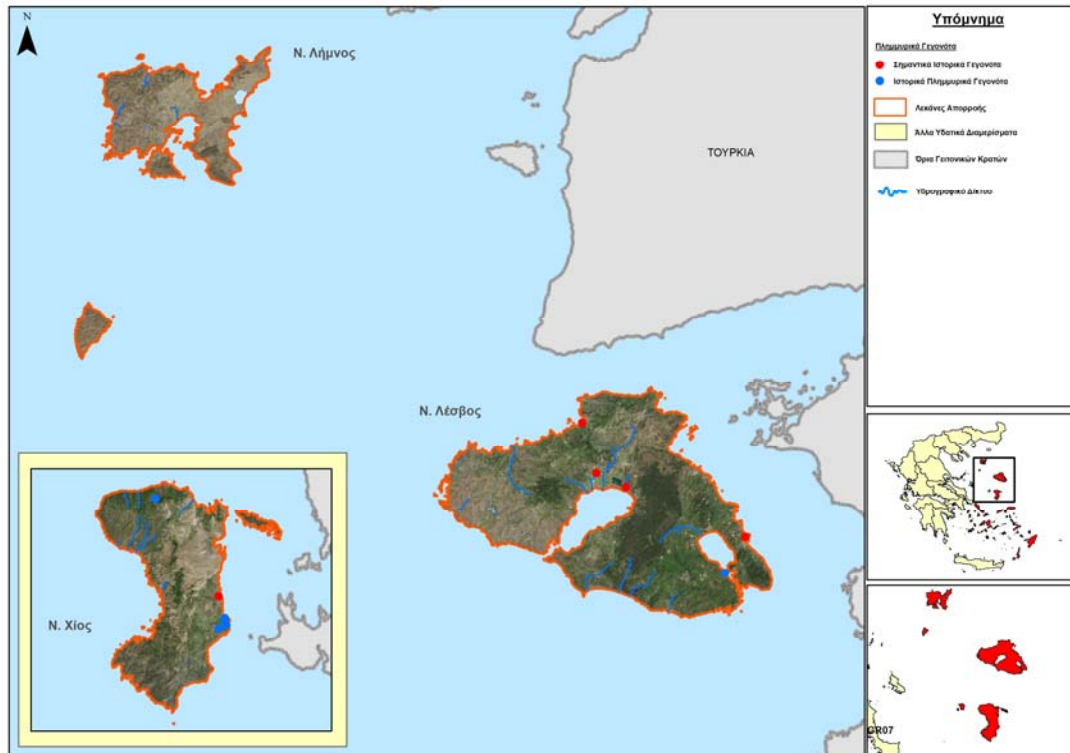 N
Ν. Λήμνος
ΤΟΥΡΚΙΑ
Ν. Λέσβος
Ν. Χίος
Υπόμνημα
Πλημμυρικά Γεγονότα
Σημαντικά Ιστορικά Γεγονότα
Ιστορικά Πλημμυρικά Γεγονότα
Λεκάνες Απορροής
Άλλα Υδατικά Διαμερίσματα
Όρια Γειτονικών Κρατών
Υδρογραφικό Δίκτυο
GR07